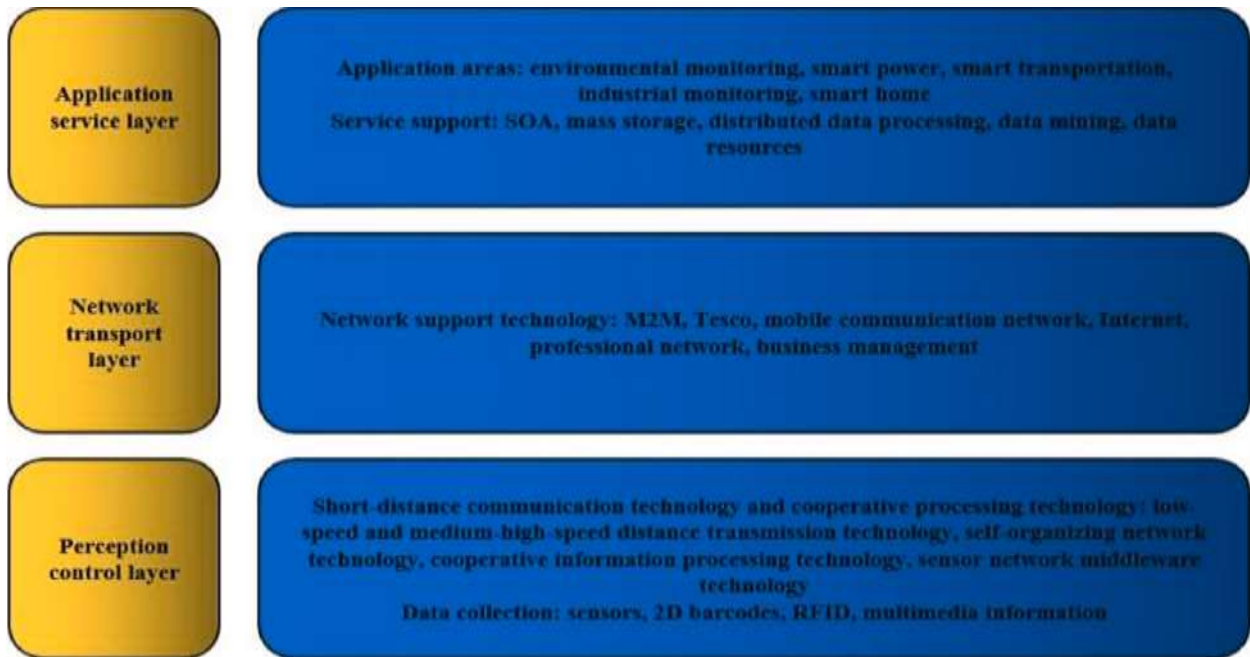 Application
service layer
Application areas: environmental monitoring, smart power, smart transportation,
industrial monitoring, smart home
Service support: SOA, mass storage, distributed data processing, data mining, data
resources
Network
transport
layer
Network support technology: M2M, Tesco, mobile communication network, Internet,
professional network, business management
Perception
control layer
Short-distance communication technology and cooperative processing technology: low-
speed and medium-high-speed distance transmission technology, self-organizing network
technology, cooperative information processing technology, sensor network middleware
technology
Data collection: sensors, 2D barcodes, RFID, multimedia information